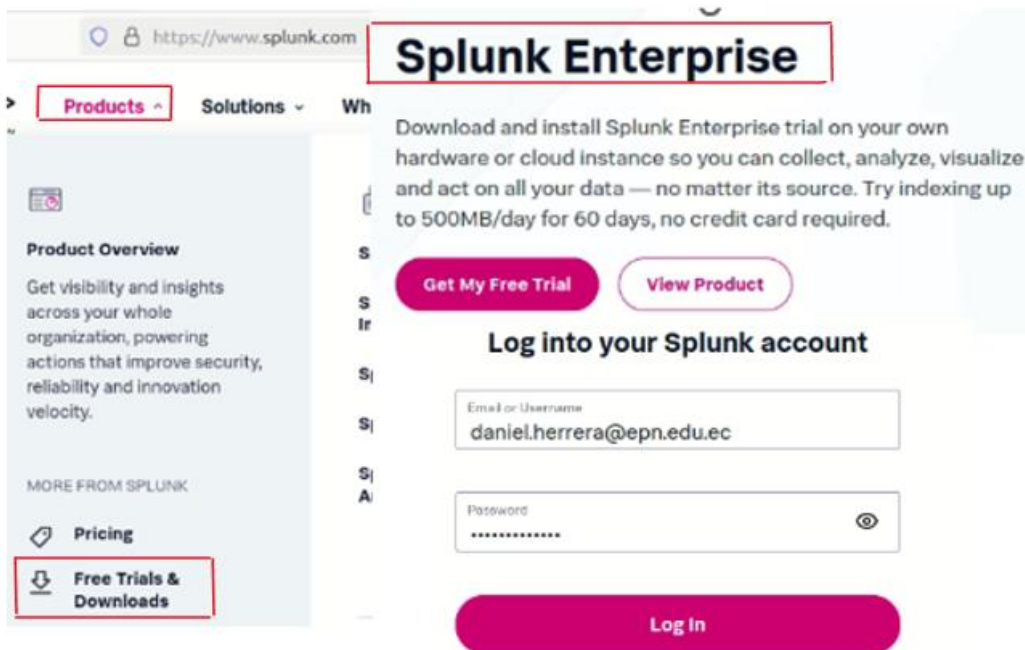 https://www.splunk.com
Products
Solutions
Wh
Product Overview
Get visibility and insights
across your whole
organization, powering
actions that improve security,
reliability and innovation
velocity.
MORE FROM SPLUNK
Pricing
Free Trials &
Downloads
S
S
Ir
Sp
Sp
Sp
A
Splunk Enterprise
Download and install Splunk Enterprise trial on your own
hardware or cloud instance so you can collect, analyze, visualize
and act on all your data — no matter its source. Try indexing up
to 500MB/day for 60 days, no credit card required.
Get My Free Trial
View Product
Log into your Splunk account
Email or Username
daniel.herrera@epn.edu.ec
Password
Log In